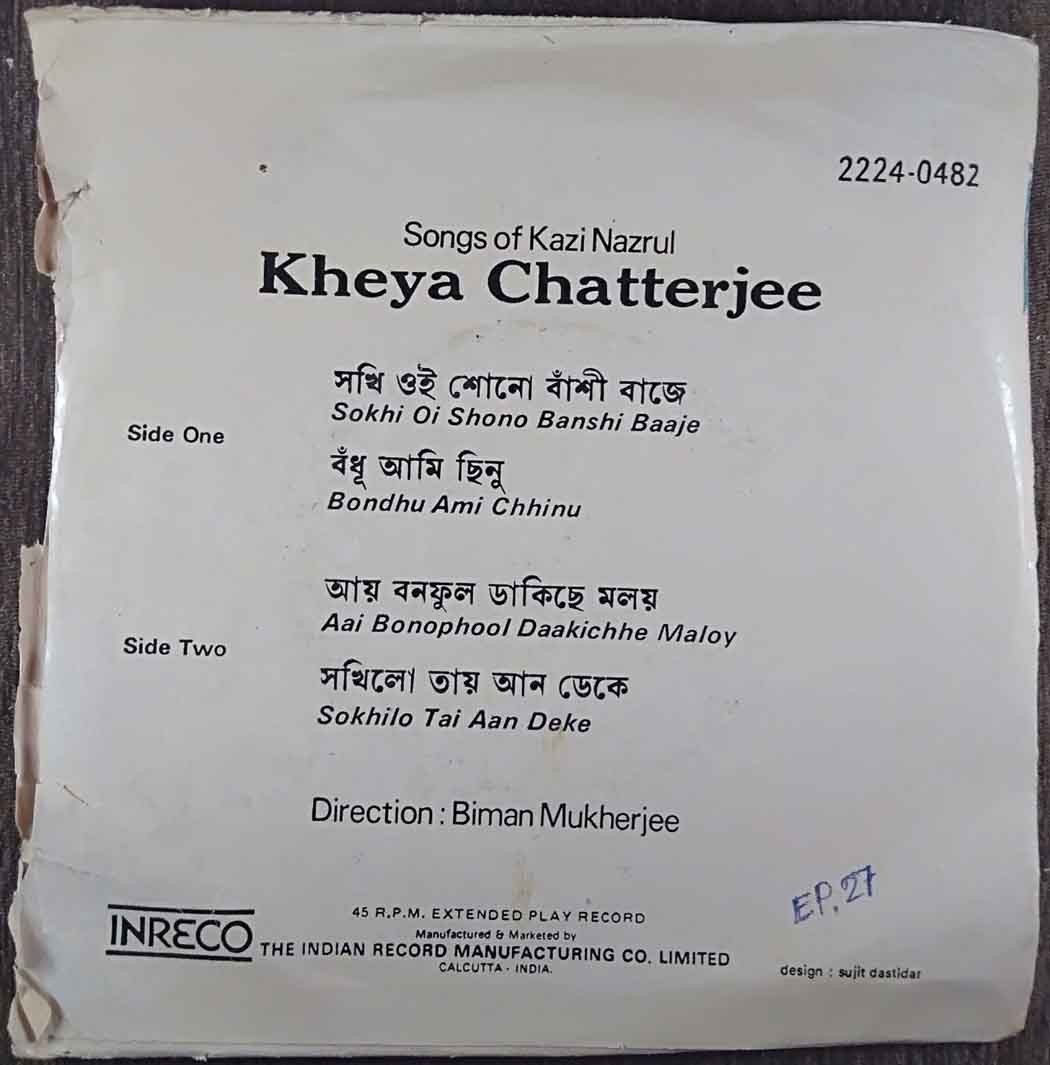 2224-0482
Songs of Kazi Nazrul
Kheya Chatterjee
Side One
সখি ওই শোনো বাঁশী বাজে
Sokhi Oi Shono Banshi Baaje
বঁধূ আমি ছিনু
Bondhu Ami Chhinu
Side Two
আয় বনফুল ডাকিছে মলয়
Aai Bonophool Daakichhe Maloy
সখিলো তায় আন ডেকে
Sokhilo Tai Aan Deke
Direction : Biman Mukherjee
EP. 27
INRECO
45 R.P.M. EXTENDED PLAY RECORD
Manufactured & Marketed by
THE INDIAN RECORD MANUFACTURING CO. LIMITED
CALCUTTA - INDIA.
design : sujit dastidar